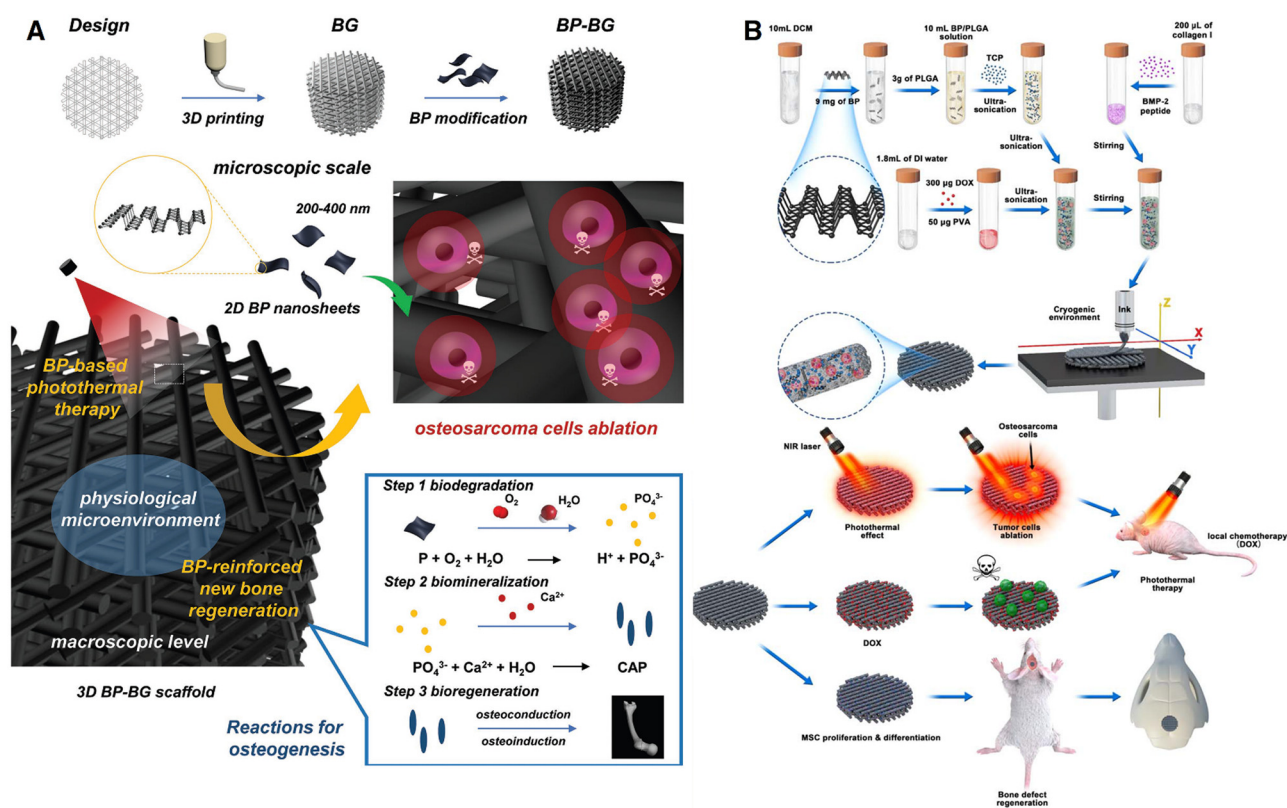 A
Design
BG
BP-BG
3D printing
BP modification
microscopic scale
200-400 nm
2D BP nanosheets
BP-based
photothermal
therapy
osteosarcoma cells ablation
physiological
microenvironment
BP-reinforced
new bone
regeneration
macroscopic level
3D BP-BG scaffold
Reactions for
osteogenesis
Step 1 biodegradation
O₂
H₂O
PO₄³⁻
P + O₂ + H₂O
H⁺ + PO₄³⁻
Step 2 biomineralization
Ca²⁺
PO₄³⁻ + Ca²⁺ + H₂O
CAP
Step 3 bioregeneration
osteoconduction
osteoinduction
B
10mL DCM
9 mg of BP
3g of PLGA
10 mL BP/PLGA
solution
TCP
Ultra-
sonication
200 µL of
collagen I
BMP-2
peptide
Ultra-
sonication
Stirring
1.8mL of DI water
300 µg DOX
50 µg PVA
Ultra-
sonication
Stirring
Cryogenic
environment
Ink
Z
X
Y
NIR laser
Photothermal
effect
Osteosarcoma
cells
Tumor cells
ablation
local chemotherapy
(DOX)
Photothermal
therapy
DOX
MSC proliferation & differentiation
Bone defect
regeneration